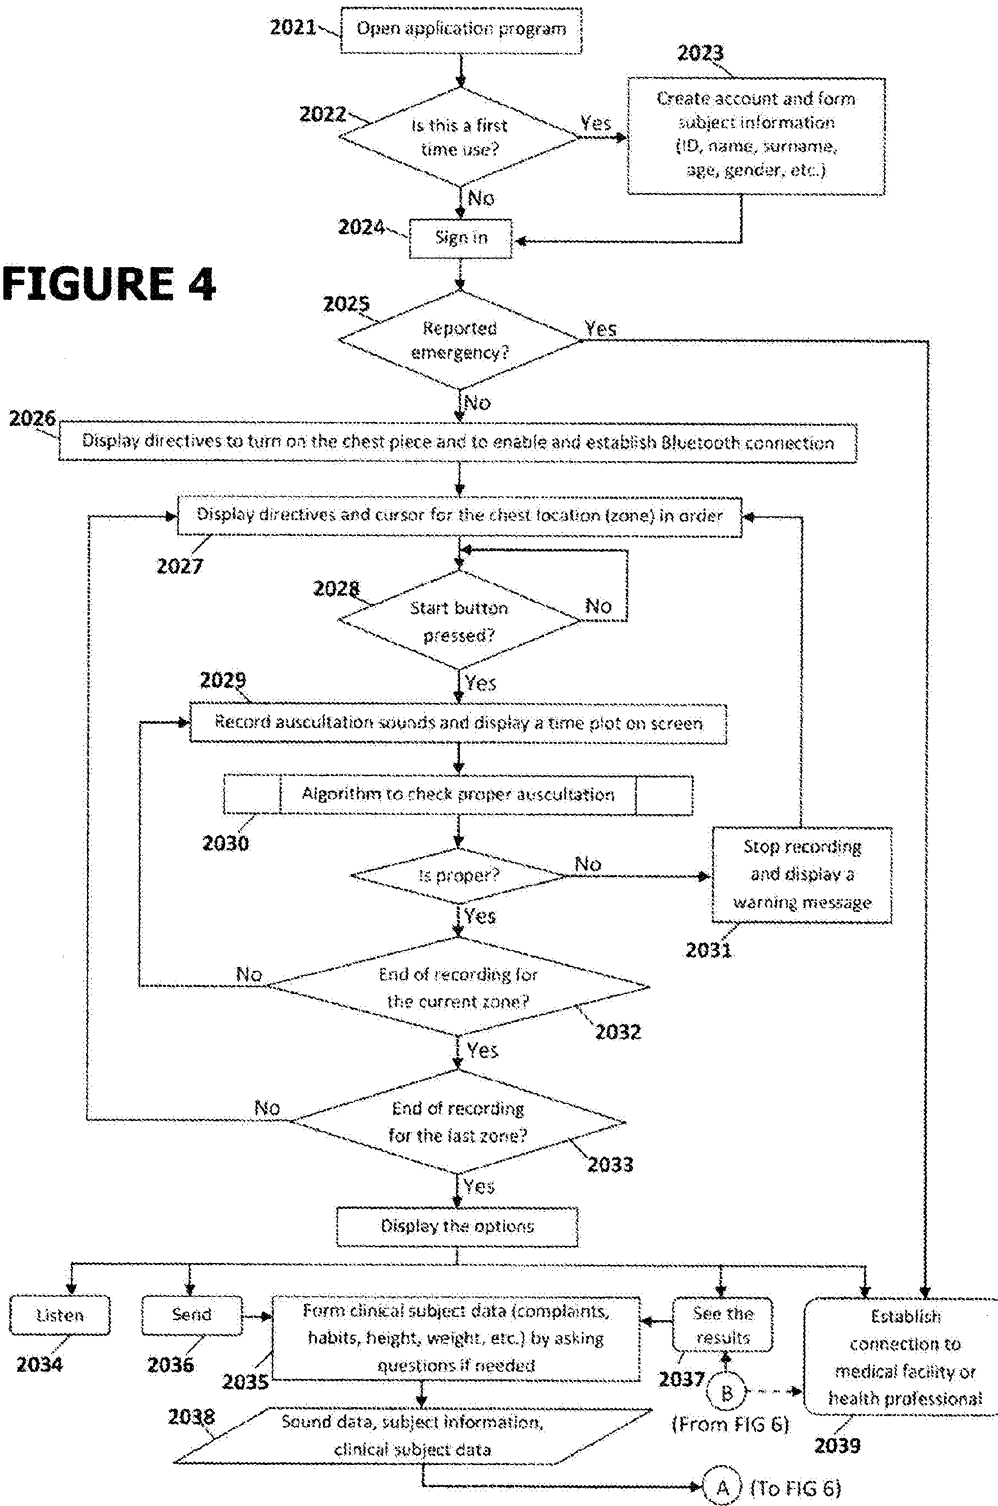 2021
Open application program
2023
2022
Is this a first
time use?
Yes
Create account and form
subject information
(ID, name, surname,
age, gender, etc.)
No
2024
Sign in
FIGURE 4
2025
Reported
emergency?
Yes
No
2026
Display directives to turn on the chest piece and to enable and establish Bluetooth connection
Display directives and cursor for the chest location (zone) in order
2027
2028
Start button
pressed?
No
Yes
2029
Record auscultation sounds and display a time plot on screen
Algorithm to check proper auscultation
2030
Is proper?
No
Stop recording
and display a
warning message
2031
Yes
End of recording for
the current zone?
No
2032
Yes
End of recording
for the last zone?
No
2033
Yes
Display the options
Listen
2034
Send
2036
Form clinical subject data (complaints,
habits, height, weight, etc.) by asking
questions if needed
2035
See the
results
2037
B
(From FIG 6)
Establish
connection to
medical facility or
health professional
2039
2038
Sound data, subject information,
clinical subject data
A
(To FIG 6)